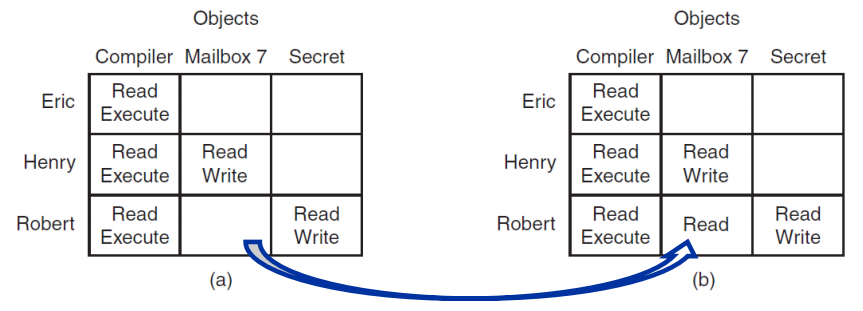 Objects
Compiler Mailbox 7 Secret
Eric
Read
Execute
Henry
Read
Execute
Read
Write
Robert
Read
Execute
Read
Write
(a)
Objects
Compiler Mailbox 7 Secret
Eric
Read
Execute
Henry
Read
Execute
Read
Write
Robert
Read
Execute
Read
Read
Write
(b)